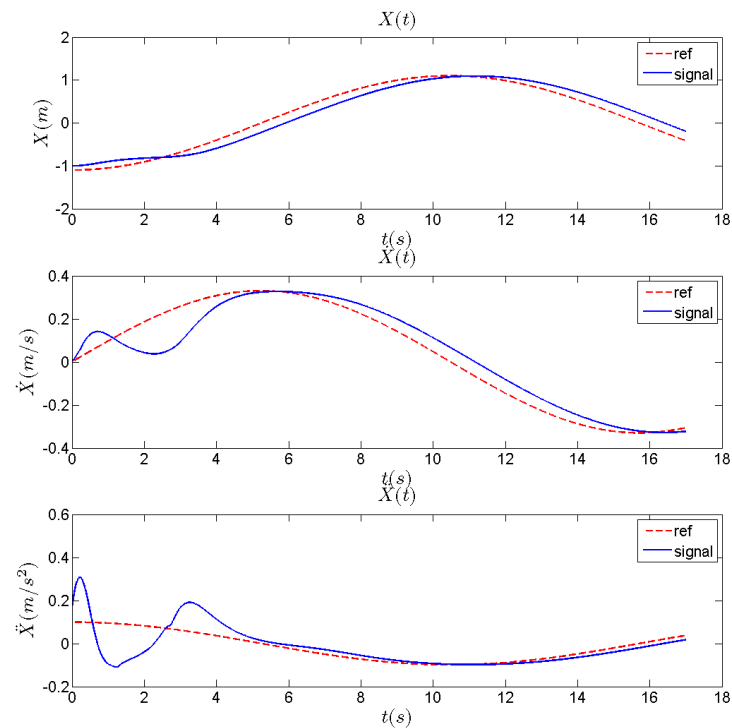 X(t)
2
1
0
-1
-2
X(m)
ref
signal
0 2 4 6 8 10 12 14 16 18
t(s)
Ẋ(t)
0.4
0.2
0
-0.2
-0.4
Ẋ(m/s)
ref
signal
0 2 4 6 8 10 12 14 16 18
t(s)
Ẍ(t)
0.6
0.4
0.2
0
-0.2
Ẍ(m/s²)
ref
signal
0 2 4 6 8 10 12 14 16 18
t(s)